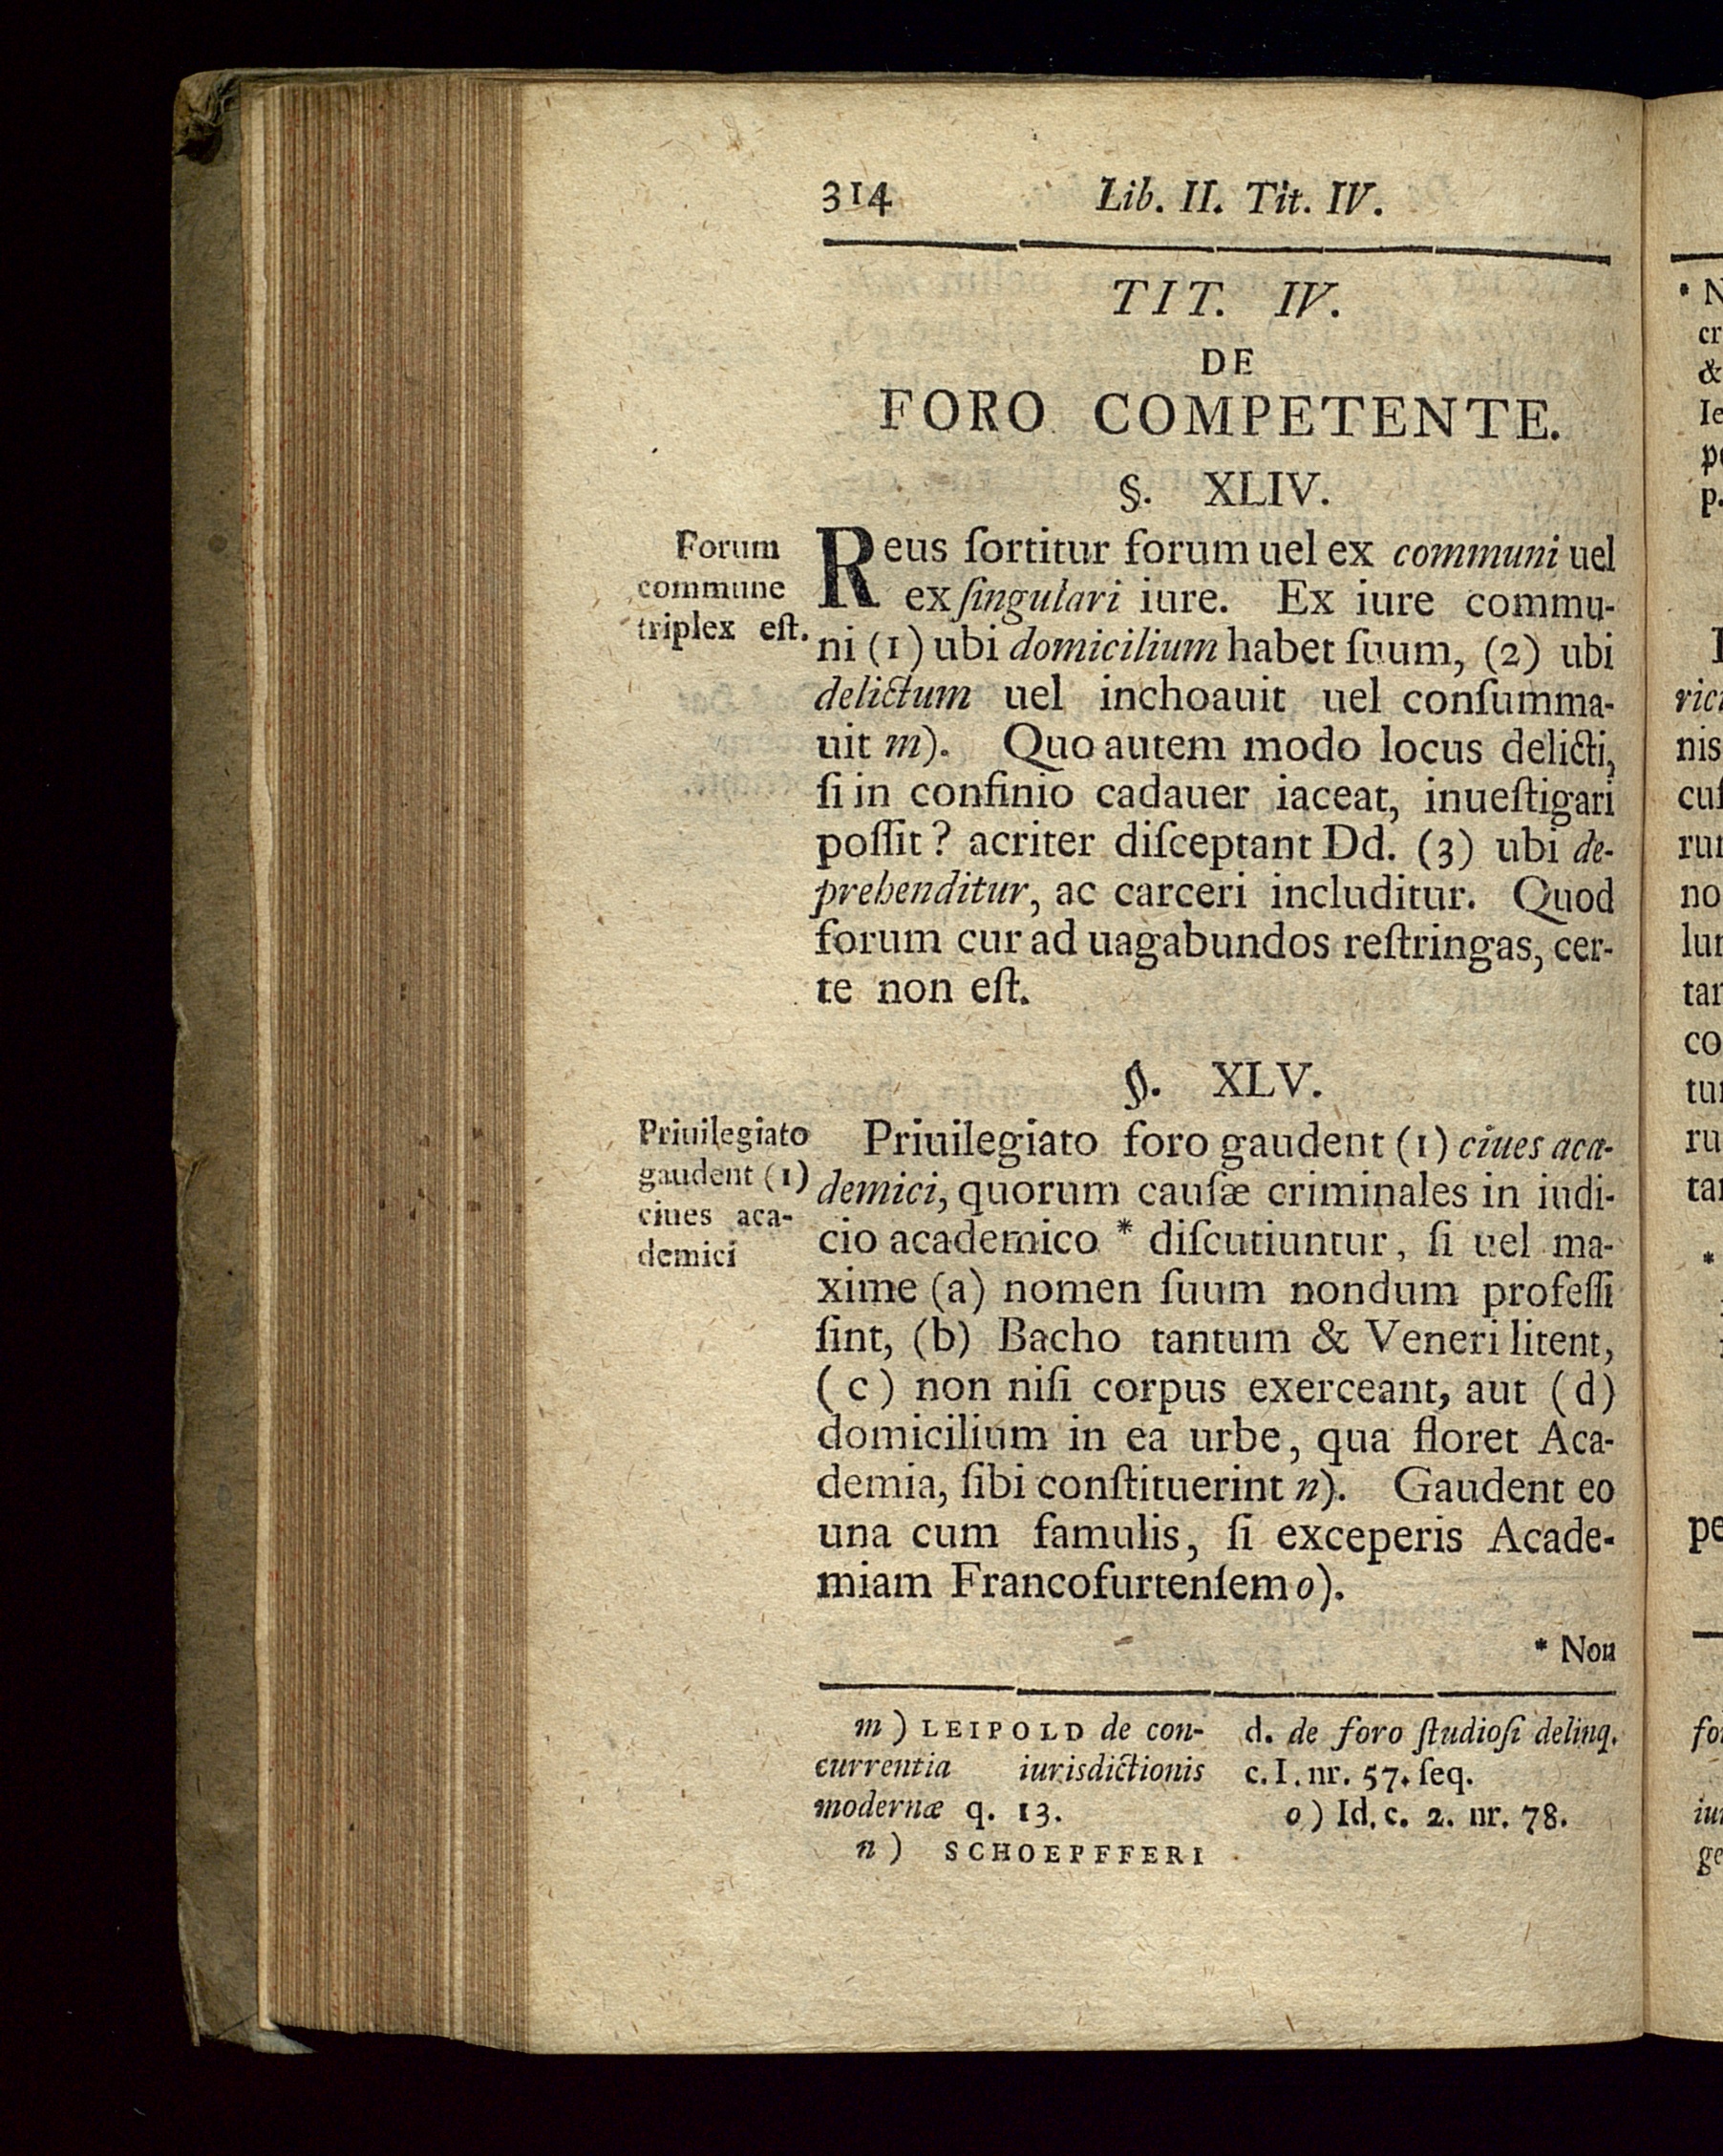 314 Lib. II. Tit. IV.
TIT. IV.
DE
FORO COMPETENTE.
§. XLIV.
Forum
commune
triplex eſt.
Reus ſortitur forum uel ex communi uel
ex ſingulari iure. Ex iure commu-
ni (1) ubi domicilium habet ſuum, (2) ubi
delictum uel inchoauit uel conſumma-
uit m). Quo autem modo locus delicti,
ſi in confinio cadauer iaceat, inueſtigari
poſſit? acriter diſceptant Dd. (3) ubi de-
prehenditur, ac carceri includitur. Quod
forum cur ad uagabundos reſtringas, cer-
te non eſt.
§. XLV.
Priuilegiato
gaudent (1)
ciues aca-
demici
Priuilegiato foro gaudent (1) ciues aca-
demici, quorum cauſæ criminales in iudi-
cio academico * diſcutiuntur, ſi uel ma-
xime (a) nomen ſuum nondum profeſſi
ſint, (b) Bacho tantum & Veneri litent,
(c) non niſi corpus exerceant, aut (d)
domicilium in ea urbe, qua floret Aca-
demia, ſibi conſtituerint n). Gaudent eo
una cum famulis, ſi exceperis Acade-
miam Francofurtenſem o).
* Non
m) LEIPOLD de con-
currentia iurisdictionis
modernæ q. 13.
n) SCHOEPFFERI
d. de foro ſtudioſi delinq.
c. I. nr. 57. ſeq.
o) Id. c. 2. nr. 78.